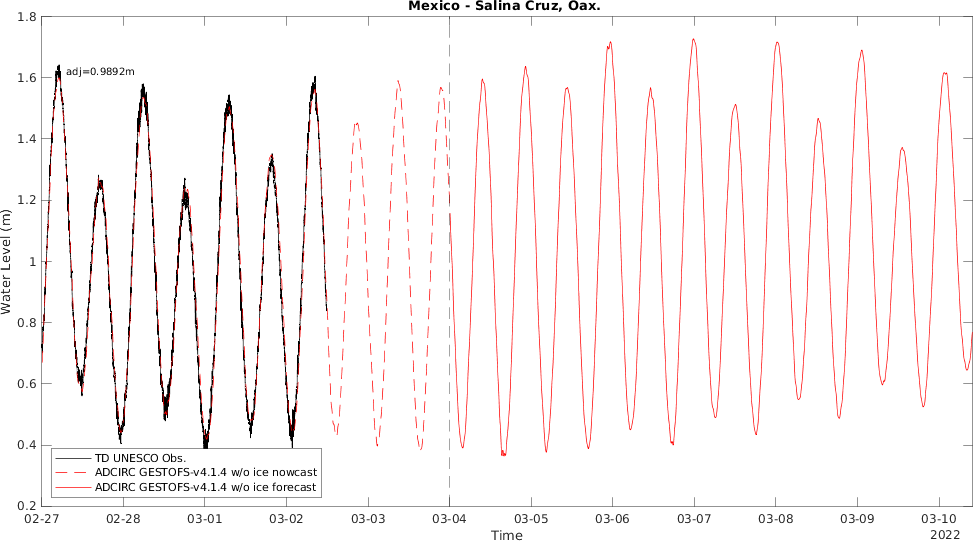 Mexico - Salina Cruz, Oax.
1.8
1.6
1.4
1.2
1
0.8
0.6
0.4
0.2
Water Level (m)
adj=0.9892m
TD UNESCO Obs.
ADCIRC GESTOFS-v4.1.4 w/o ice nowcast
ADCIRC GESTOFS-v4.1.4 w/o ice forecast
02-27 02-28 03-01 03-02 03-03 03-04 03-05 03-06 03-07 03-08 03-09 03-10
2022
Time